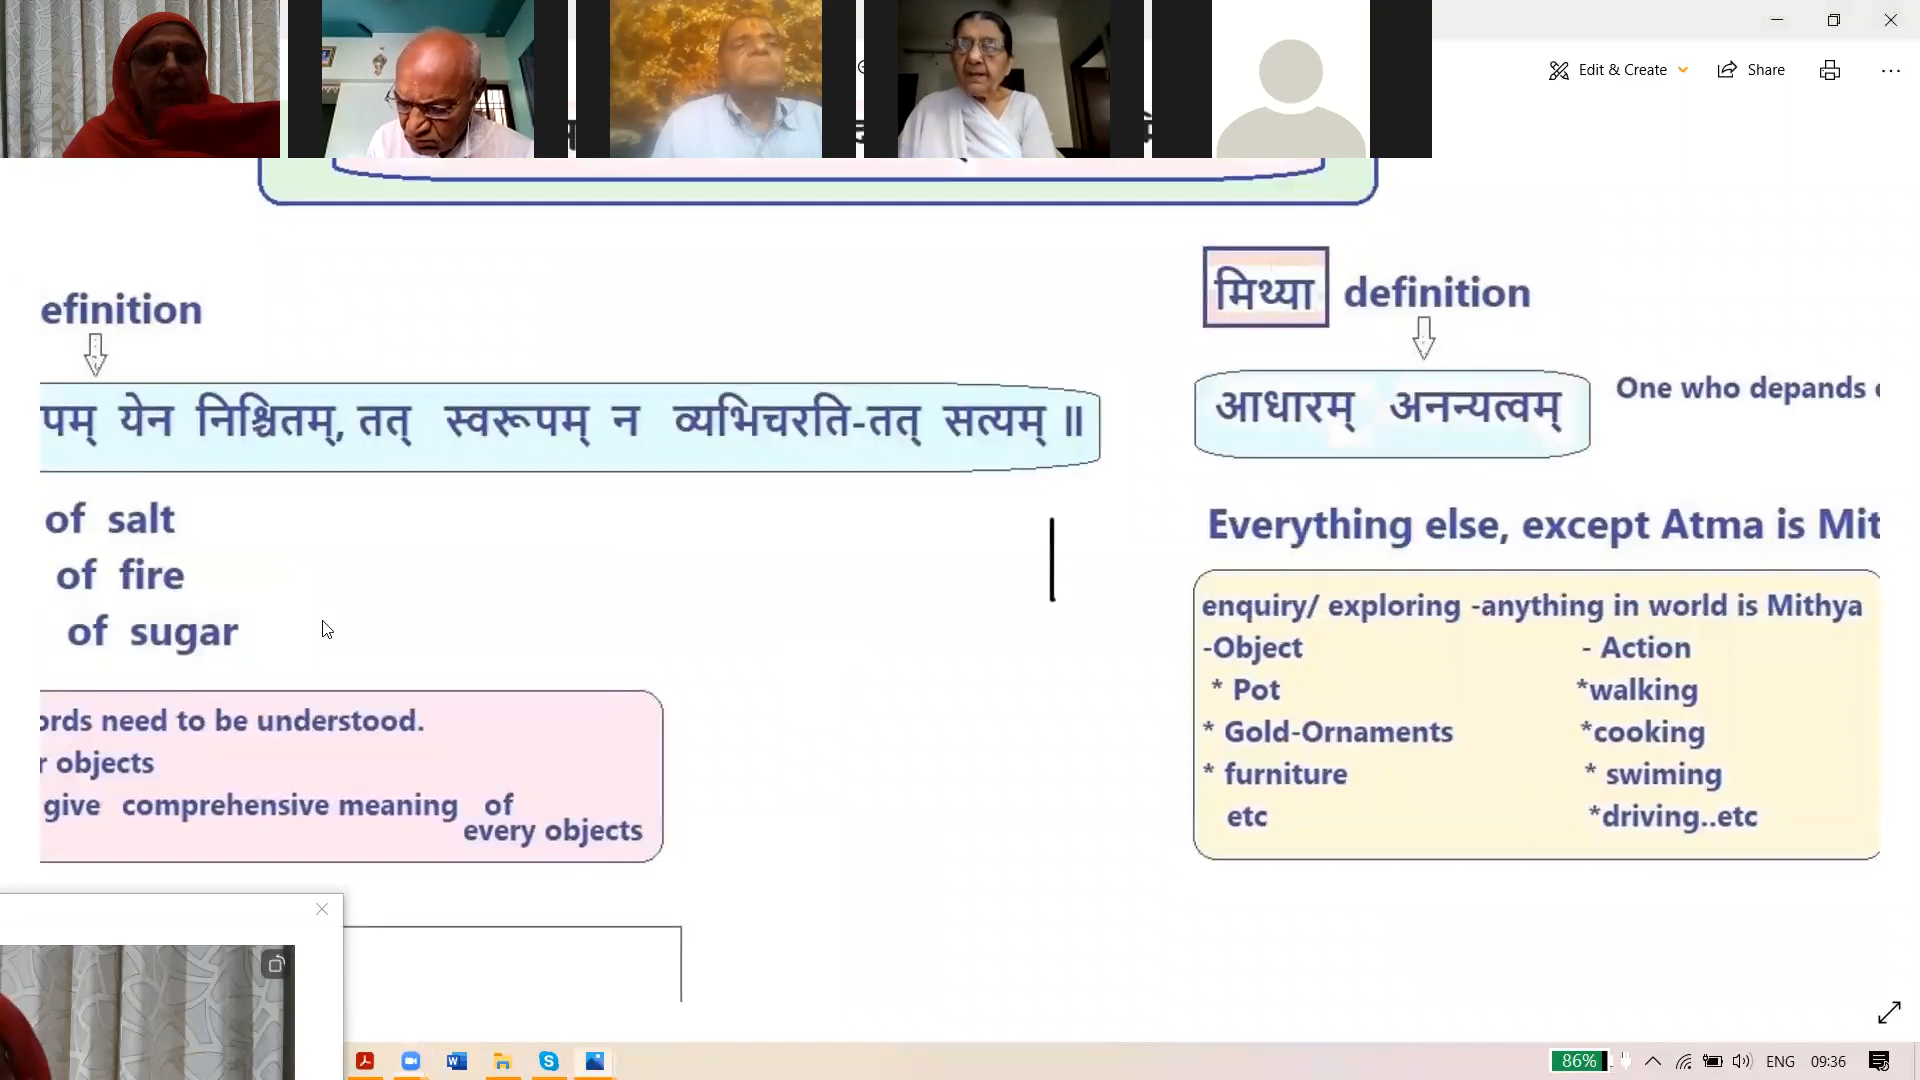 Edit & Create
Share
मिथ्या definition
efinition
पम् येन निश्चितम्, तत् स्वरूपम् न व्यभिचरति-तत् सत्यम् ॥
आधारम् अनन्यत्वम्
One who depands
of salt
of fire
of sugar
Everything else, except Atma is Mit
enquiry/ exploring -anything in world is Mithya
-Object - Action
* Pot *walking
* Gold-Ornaments *cooking
* furniture * swiming
etc *driving..etc
ords need to be understood.
r objects
give comprehensive meaning of
every objects
86%
ENG
09:36